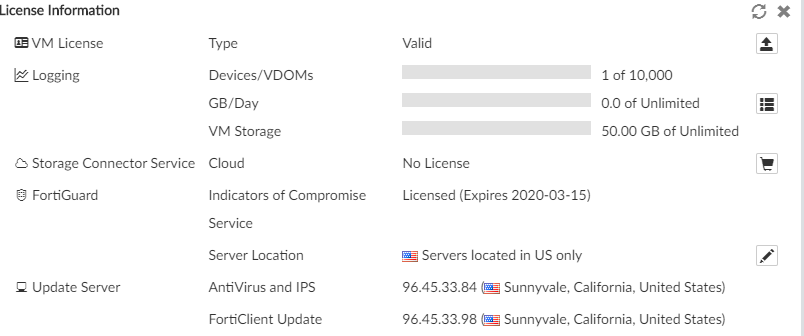 License Information
VM License Type Valid
Logging Devices/VDOMs 1 of 10,000
GB/Day 0.0 of Unlimited
VM Storage 50.00 GB of Unlimited
Storage Connector Service Cloud No License
FortiGuard Indicators of Compromise Licensed (Expires 2020-03-15)
Service
Server Location Servers located in US only
Update Server AntiVirus and IPS 96.45.33.84 ( Sunnyvale, California, United States)
FortiClient Update 96.45.33.98 ( Sunnyvale, California, United States)